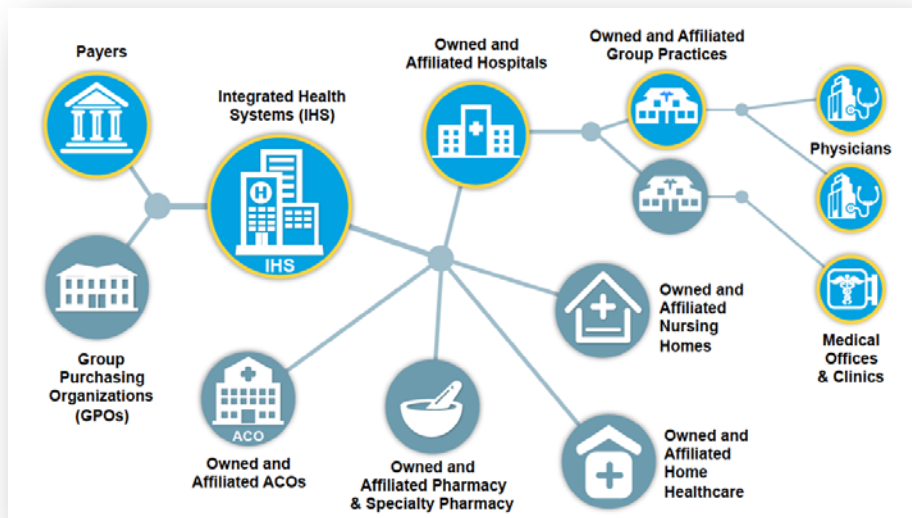 Payers
Integrated Health
Systems (IHS)
IHS
Group
Purchasing
Organizations
(GPOs)
Owned and
Affiliated Hospitals
Owned and Affiliated
Group Practices
Physicians
Medical
Offices
& Clinics
Owned and
Affiliated
Nursing
Homes
Owned and
Affiliated
Home
Healthcare
Owned and
Affiliated Pharmacy
& Specialty Pharmacy
ACO
Owned and
Affiliated ACOs
H